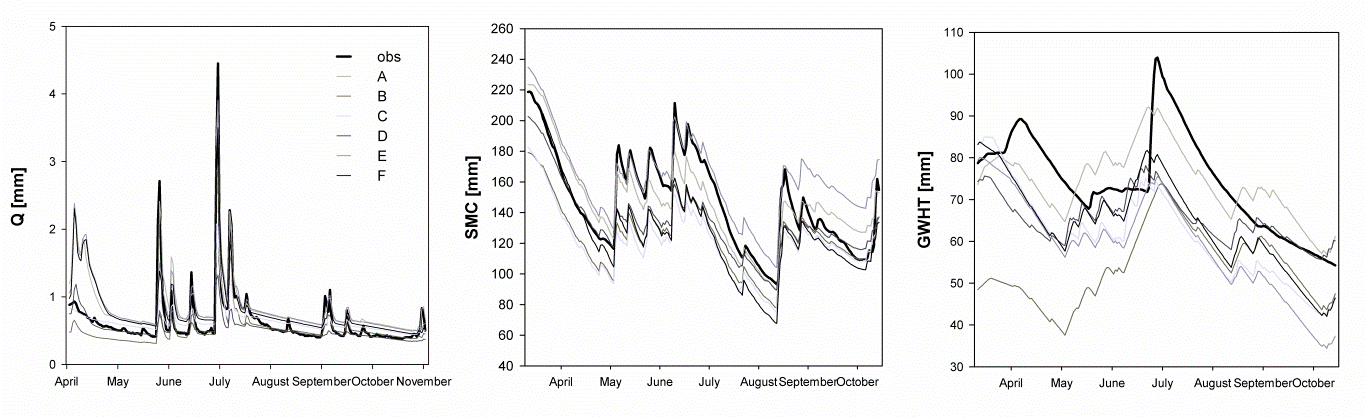 Q [mm]
5
4
3
2
1
0
April May June July August September October November
obs
A
B
C
D
E
F
SMC [mm]
260
240
220
200
180
160
140
120
100
80
60
40
April May June July August September October
GWHT [mm]
110
100
90
80
70
60
50
40
30
April May June July August September October